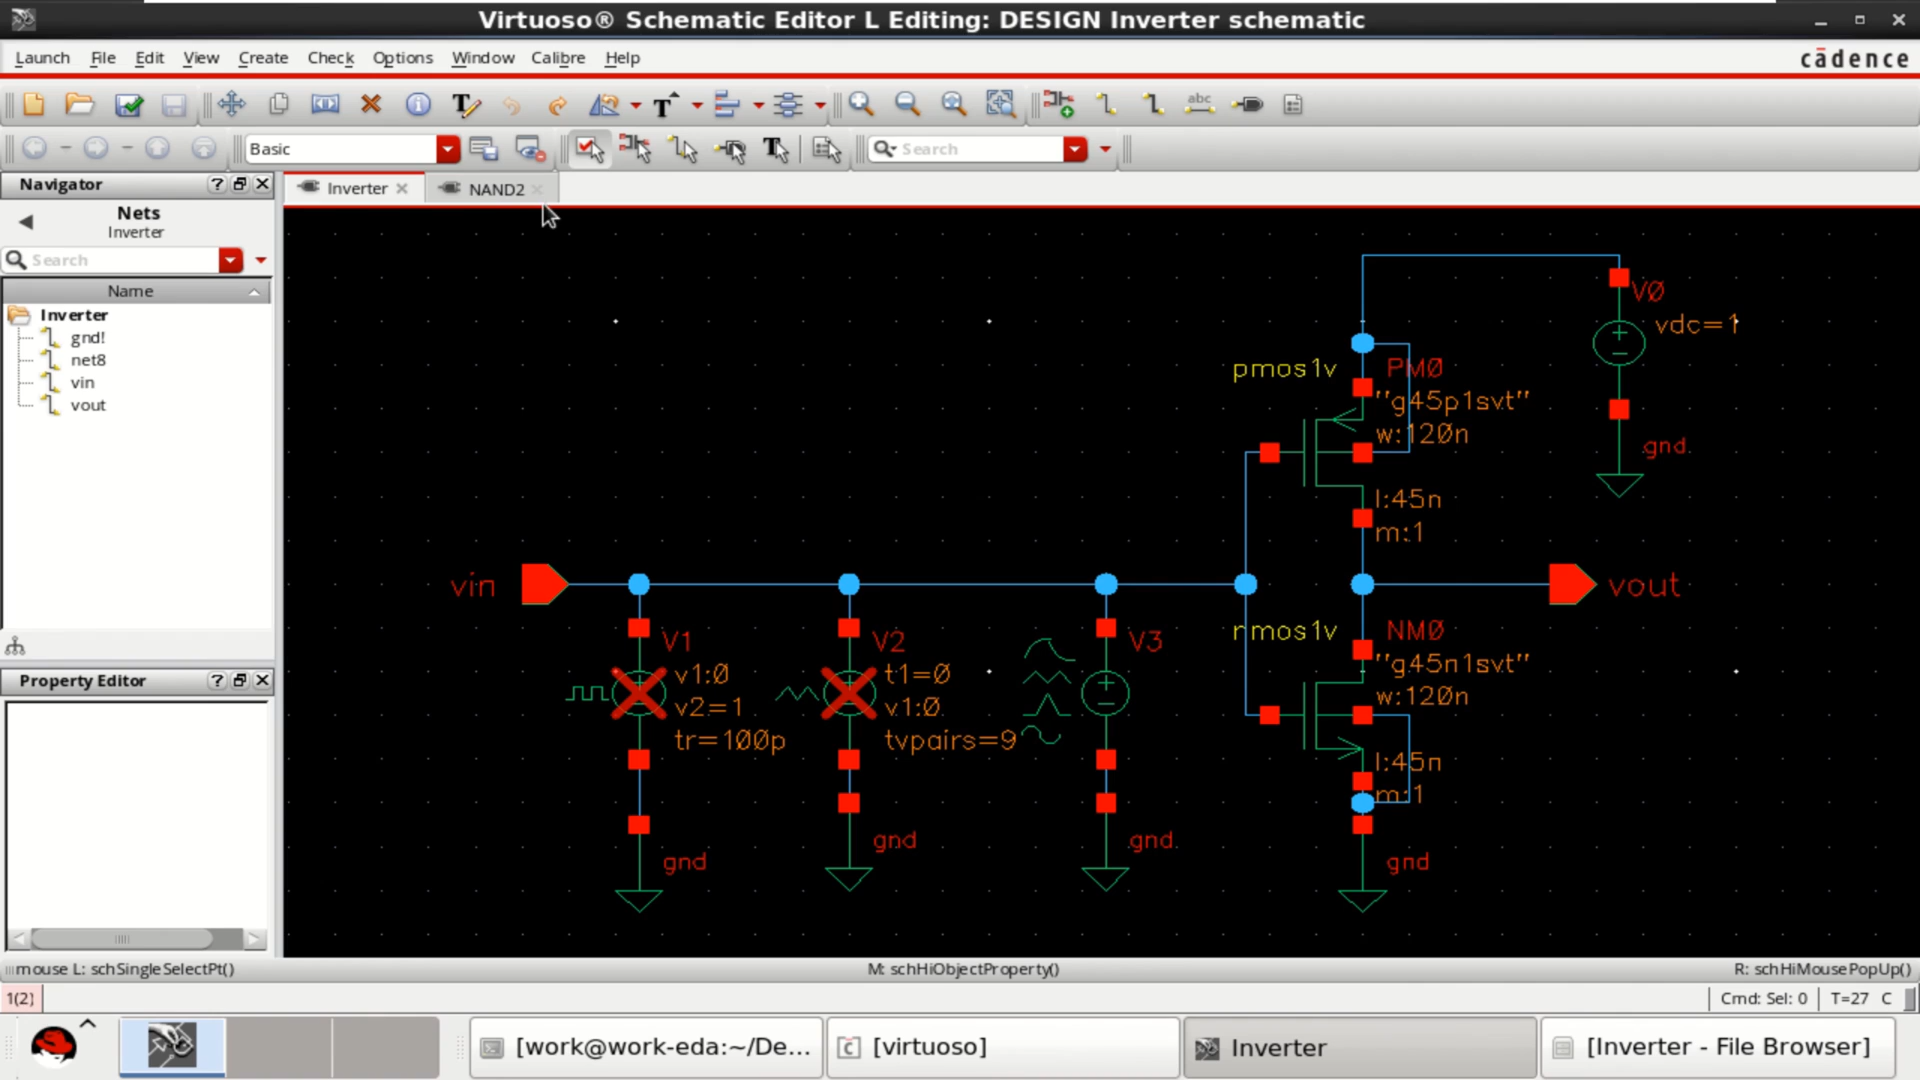 Virtuoso® Schematic Editor L Editing: DESIGN Inverter schematic
Launch File Edit View Create Check Options Window Calibre Help
cādence
abc
Basic
Search
Navigator
Inverter
NAND2
Nets
Inverter
Search
Name
Inverter
gnd!
net8
vin
vout
Property Editor
V0
vdc=1
gnd
pmos1v
PM0
"g45p1svt"
w:120n
l:45n
m:1
vin
vout
V1
v1:0
v2=1
tr=100p
gnd
V2
t1=0
v1:0
tvpairs=9
gnd
V3
gnd
nmos1v
NM0
"g45n1svt"
w:120n
l:45n
m:1
gnd
mouse L: schSingleSelectPt()
M: schHiObjectProperty()
R: schHiMousePopUp()
1(2)
Cmd: Sel: 0
T=27 C
[work@work-eda:~/De...
[virtuoso]
Inverter
[Inverter - File Browser]